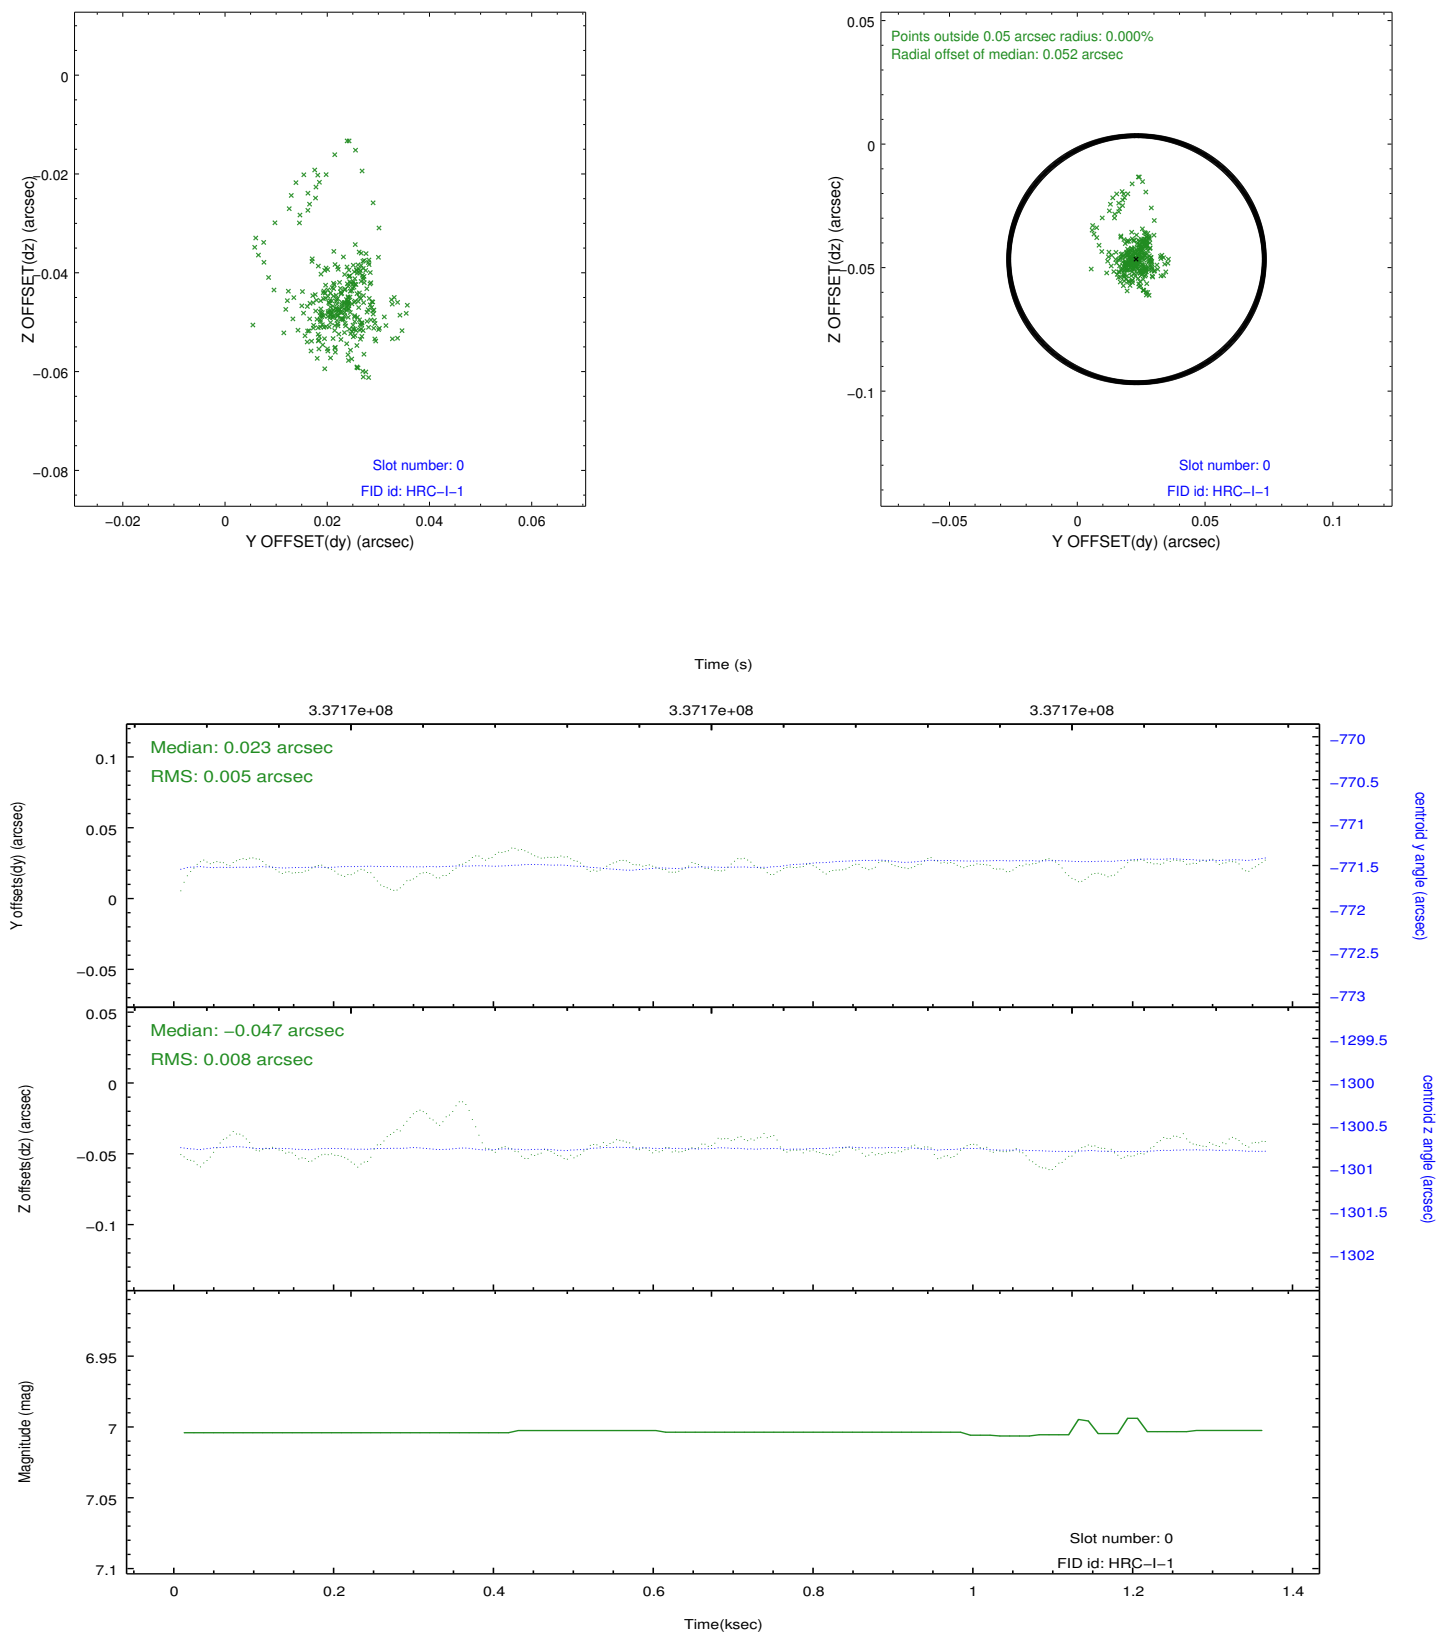 0
−0.02
−0.04
−0.06
−0.08
Z OFFSET(dz) (arcsec)
−0.02
0
0.02
0.04
0.06
Y OFFSET(dy) (arcsec)
Slot number: 0
FID id: HRC−I−1
Points outside 0.05 arcsec radius: 0.000%
Radial offset of median: 0.052 arcsec
0.05
0
−0.05
−0.1
Z OFFSET(dz) (arcsec)
−0.05
0
0.05
0.1
Y OFFSET(dy) (arcsec)
Slot number: 0
FID id: HRC−I−1
Time (s)
3.3717e+08
3.3717e+08
3.3717e+08
Median: 0.023 arcsec
RMS: 0.005 arcsec
0.1
0.05
0
−0.05
Y offsets(dy) (arcsec)
−770
−770.5
−771
−771.5
−772
−772.5
−773
centroid y angle (arcsec)
Median: −0.047 arcsec
RMS: 0.008 arcsec
0.05
0
−0.05
−0.1
Z offsets(dz) (arcsec)
−1299.5
−1300
−1300.5
−1301
−1301.5
−1302
centroid z angle (arcsec)
6.95
7
7.05
7.1
Magnitude (mag)
Slot number: 0
FID id: HRC−I−1
0
0.2
0.4
0.6
0.8
1
1.2
1.4
Time(ksec)